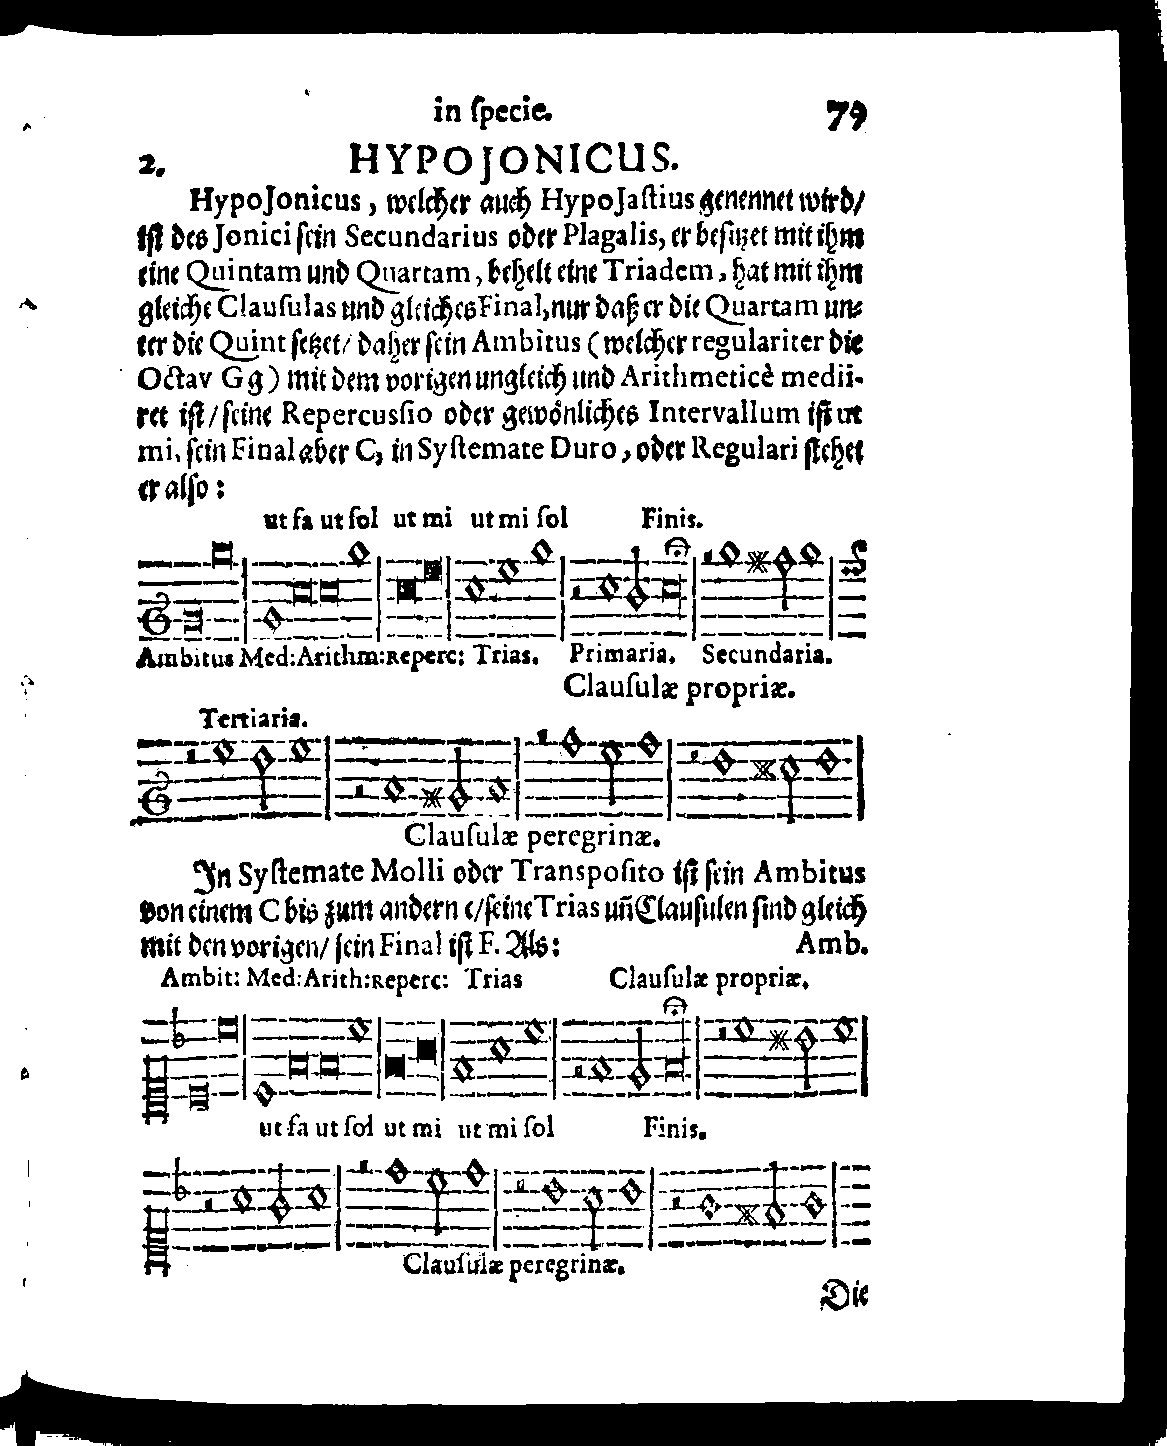 in ſpecie. 79
2. HYPOJONICUS.
HypoJonicus, welcher auch HypoJaſtius genennet wird/
iſt des Jonici ſein Secundarius oder Plagalis, er beſitzet mit ihm
eine Quintam und Quartam, behelt eine Triadem, hat mit ihm
gleiche Clauſulas und gleiches Final, nur daß er die Quartam un⸗
ter die Quint ſetzet/ daher ſein Ambitus (welcher regulariter die
Octav Gg) mit dem vorigen ungleich und Arithmeticè medii-
ret iſt/ ſeine Repercuſſio oder gewönliches Intervallum iſt ut
mi, ſein Final aber C, in Syſtemate Duro, oder Regulari ſtehet
er alſo:
ut fa ut ſol ut mi ut mi ſol Finis.
Ambitus Med: Arithm: Reperc: Trias. Primaria. Secundaria.
Clauſulæ propriæ.
Tertiaria.
Clauſulæ peregrinæ.
In Syſtemate Molli oder Transpoſito iſt ſein Ambitus
von einem C bis zum andern c/ ſeine Trias uñ Clauſulen ſind gleich
mit den vorigen/ ſein Final iſt F. Als: Amb.
Ambit: Med: Arith: Reperc: Trias Clauſulæ propriæ.
ut fa ut ſol ut mi ut mi ſol Finis.
Clauſulæ peregrinæ.
Die